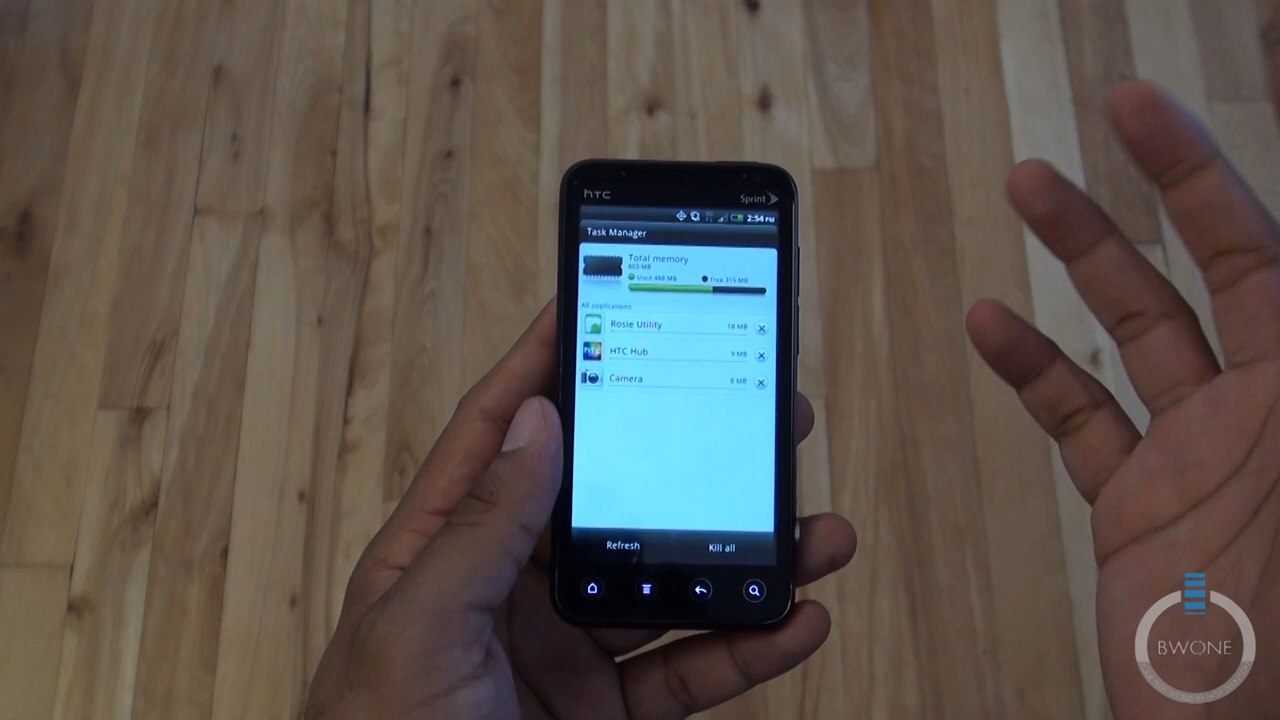 hTC
Sprint
2:54 PM
Task Manager
Total memory
803 MB
Used 488 MB Free 315 MB
All applications
Rosie Utility 18 MB
HTC Hub 9 MB
Camera 8 MB
Refresh Kill all
BWONE